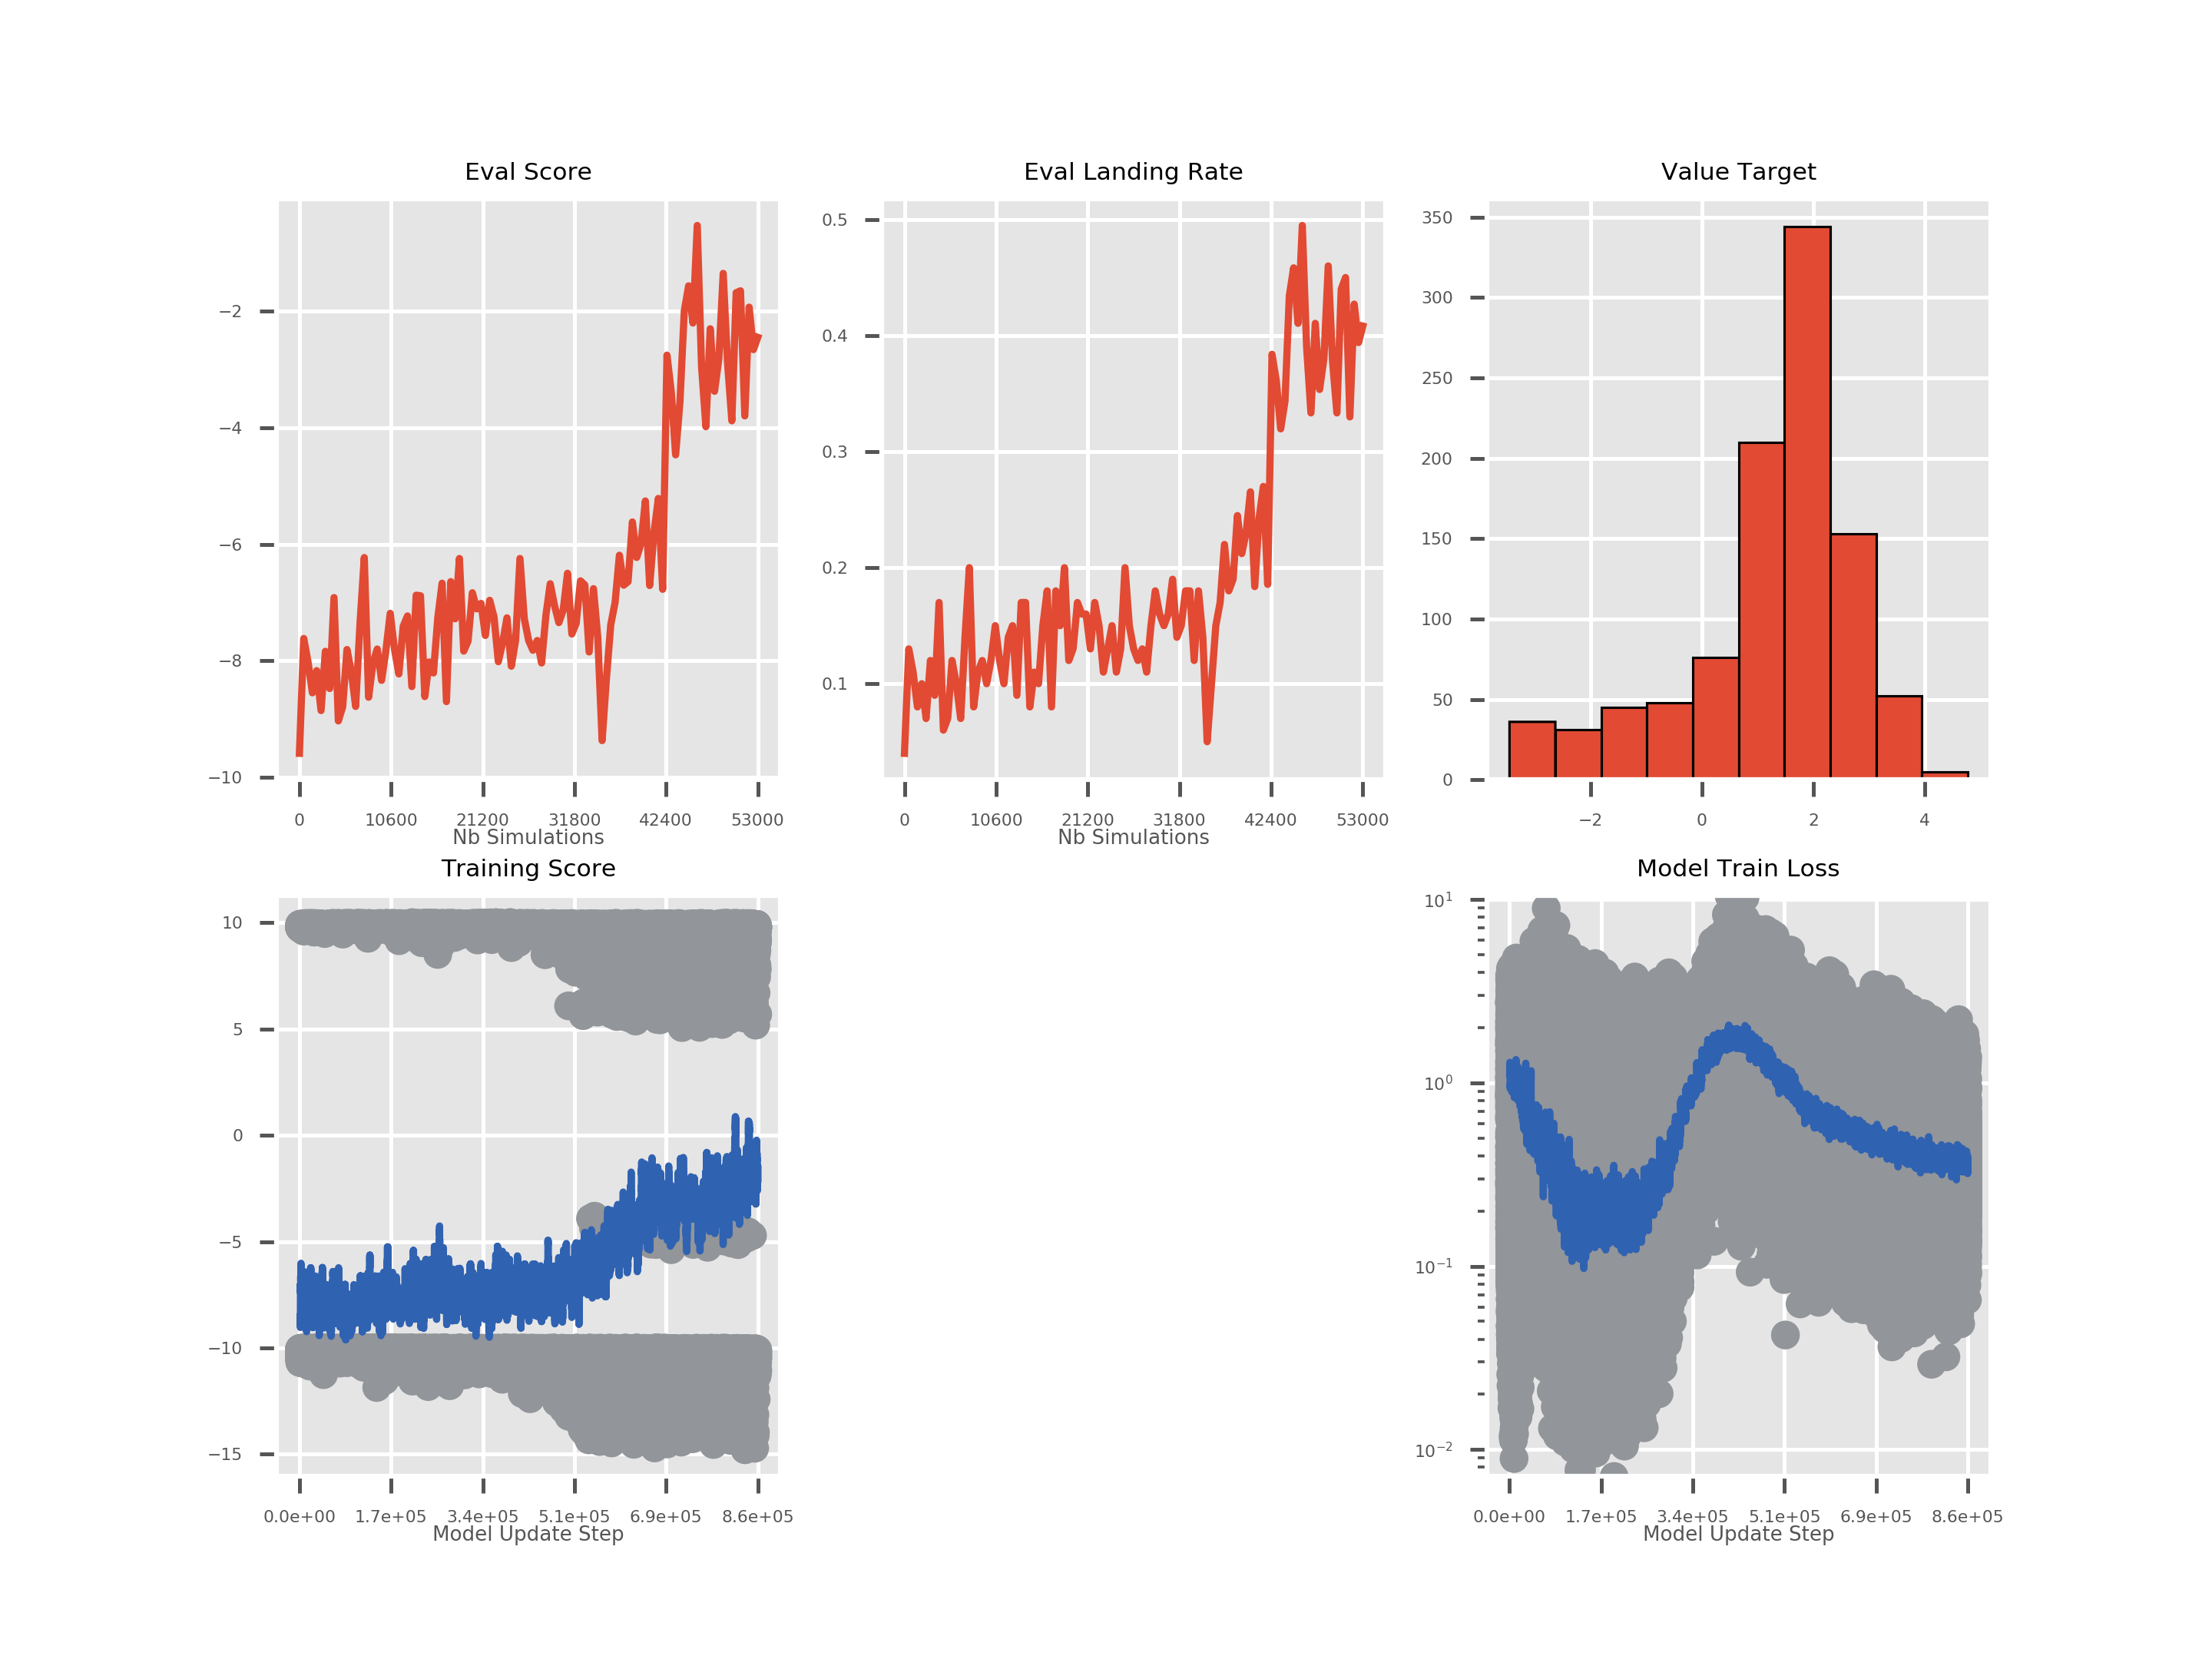 Eval Score
−2
−4
−6
−8
−10
0 10600 21200 31800 42400 53000
Nb Simulations
Eval Landing Rate
0.5
0.4
0.3
0.2
0.1
0 10600 21200 31800 42400 53000
Nb Simulations
Value Target
350
300
250
200
150
100
50
0
−2 0 2 4
Training Score
10
5
0
−5
−10
−15
0.0e+00 1.7e+05 3.4e+05 5.1e+05 6.9e+05 8.6e+05
Model Update Step
Model Train Loss
10¹
10⁰
10⁻¹
10⁻²
0.0e+00 1.7e+05 3.4e+05 5.1e+05 6.9e+05 8.6e+05
Model Update Step